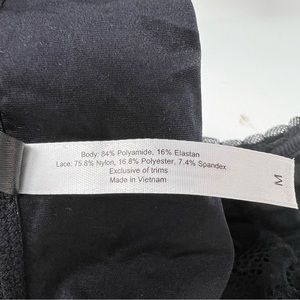 Body: 84% Polyamide, 16% Elastan
Lace: 75.8% Nylon, 16.8% Polyester, 7.4% Spandex
Exclusive of trims
Made in Vietnam
M